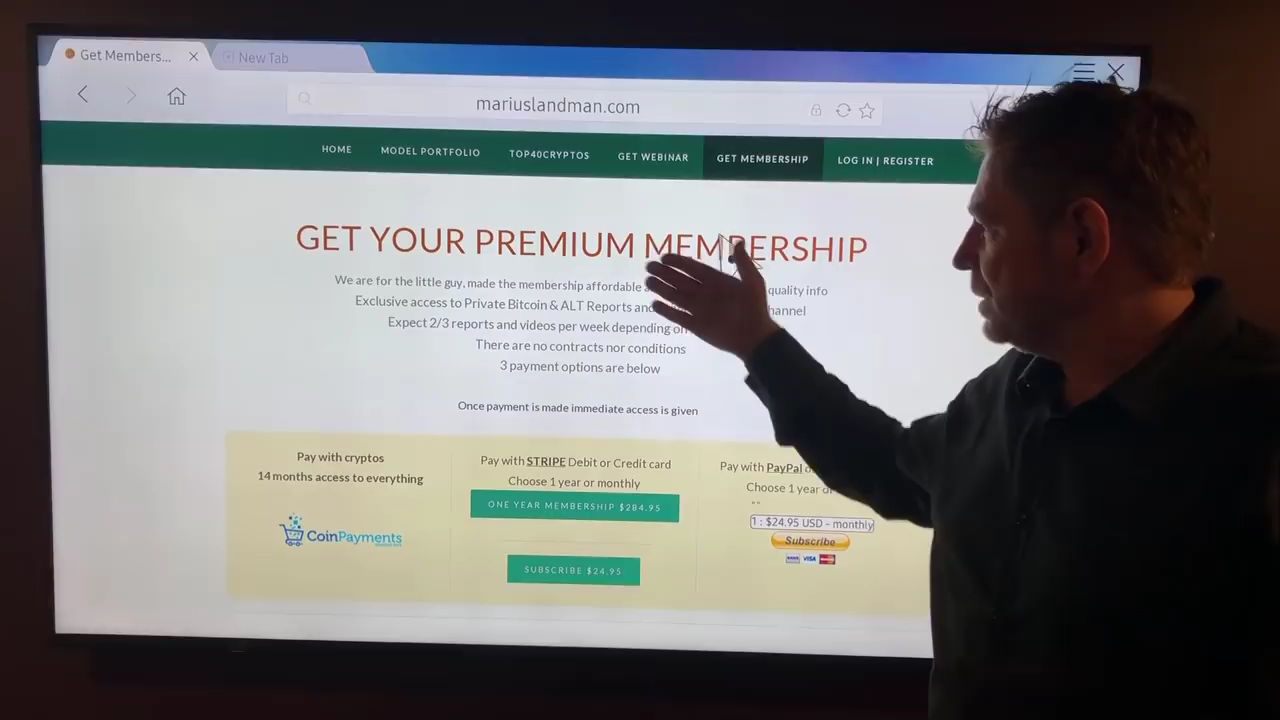 Get Members...
New Tab
mariuslandman.com
HOME MODEL PORTFOLIO TOP40CRYPTOS GET WEBINAR GET MEMBERSHIP LOG IN | REGISTER
GET YOUR PREMIUM MEMBERSHIP
We are for the little guy, made the membership affordable quality info
Exclusive access to Private Bitcoin & ALT Reports and
Expect 2/3 reports and videos per week depending on
There are no contracts nor conditions
3 payment options are below
Once payment is made immediate access is given
Pay with cryptos
14 months access to everything
CoinPayments
Pay with STRIPE Debit or Credit card
Choose 1 year or monthly
ONE YEAR MEMBERSHIP $284.95
SUBSCRIBE $24.95
Pay with PayPal
Choose 1 year or
""
1 : $24.95 USD - monthly
Subscribe
VISA